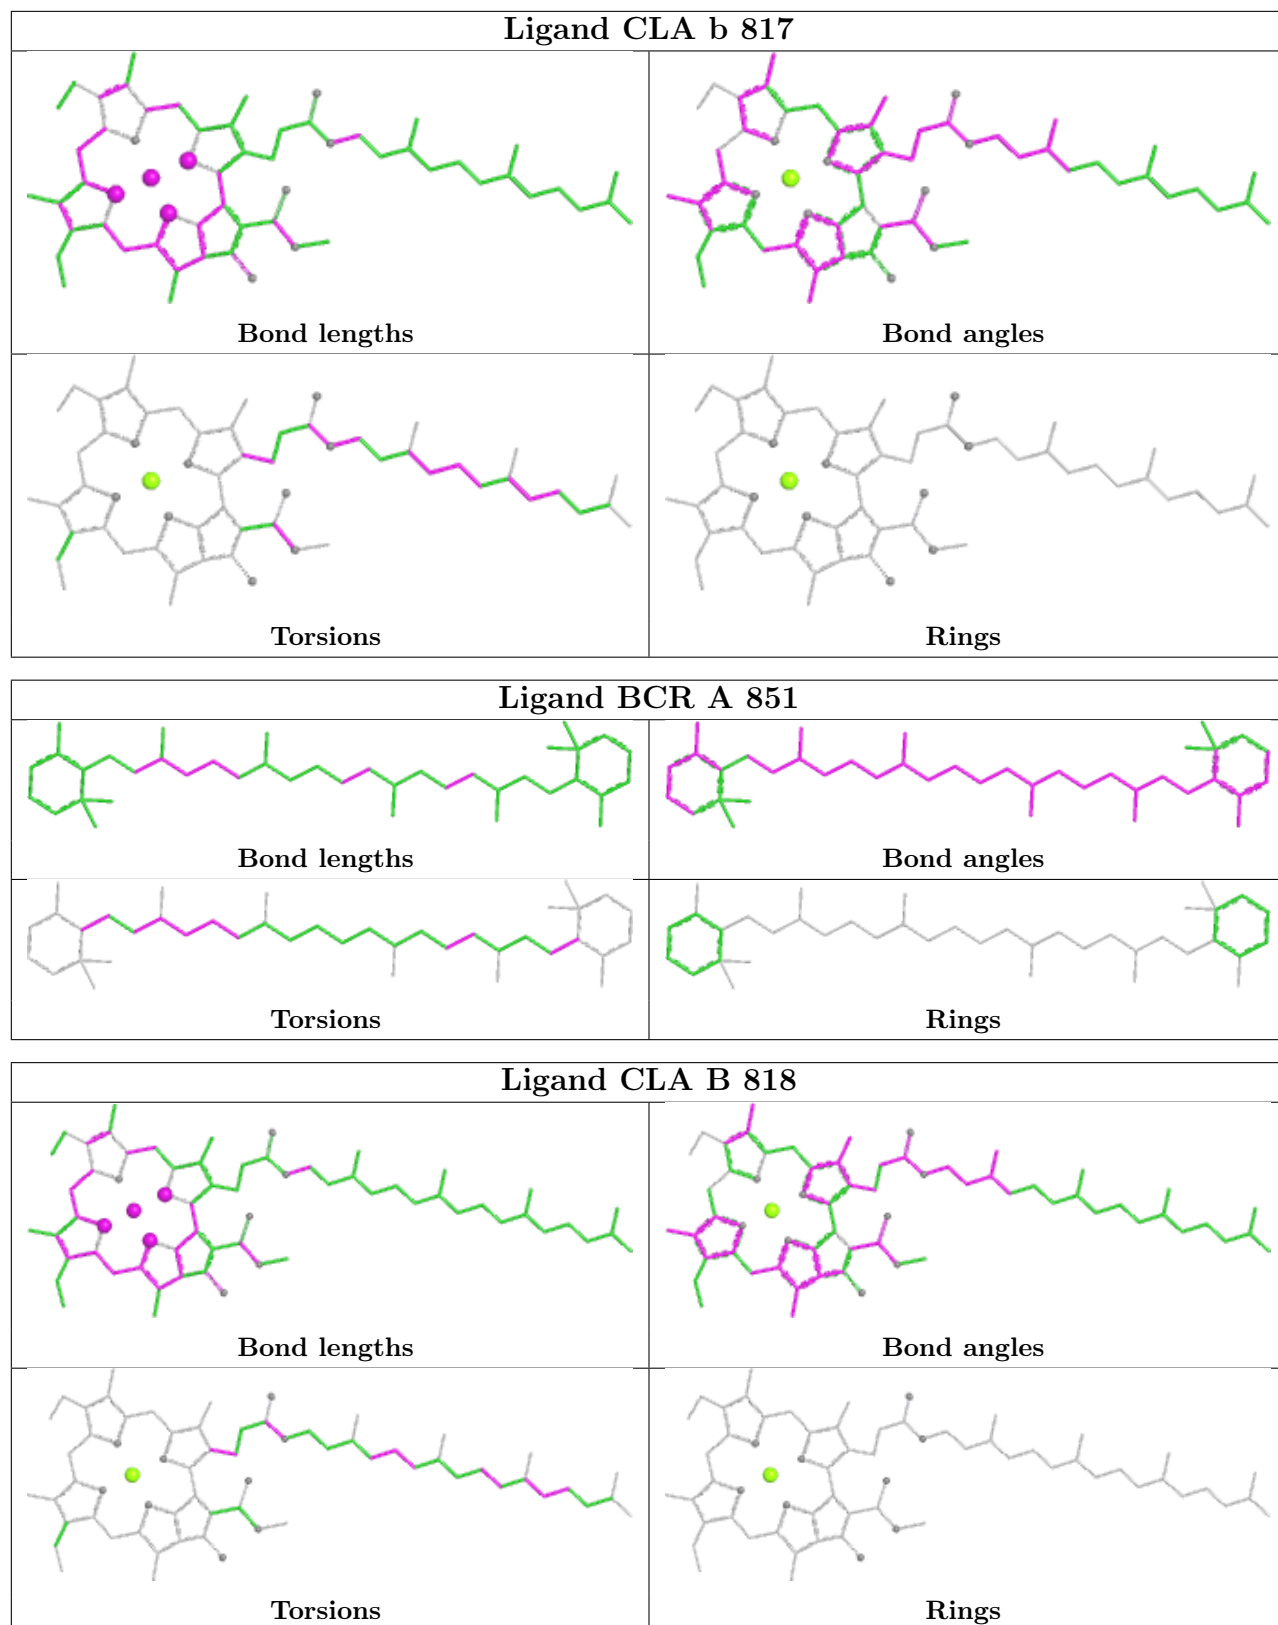 Ligand CLA b 817
Bond lengths
Bond angles
Torsions
Rings
Ligand BCR A 851
Bond lengths
Bond angles
Torsions
Rings
Ligand CLA B 818
Bond lengths
Bond angles
Torsions
Rings